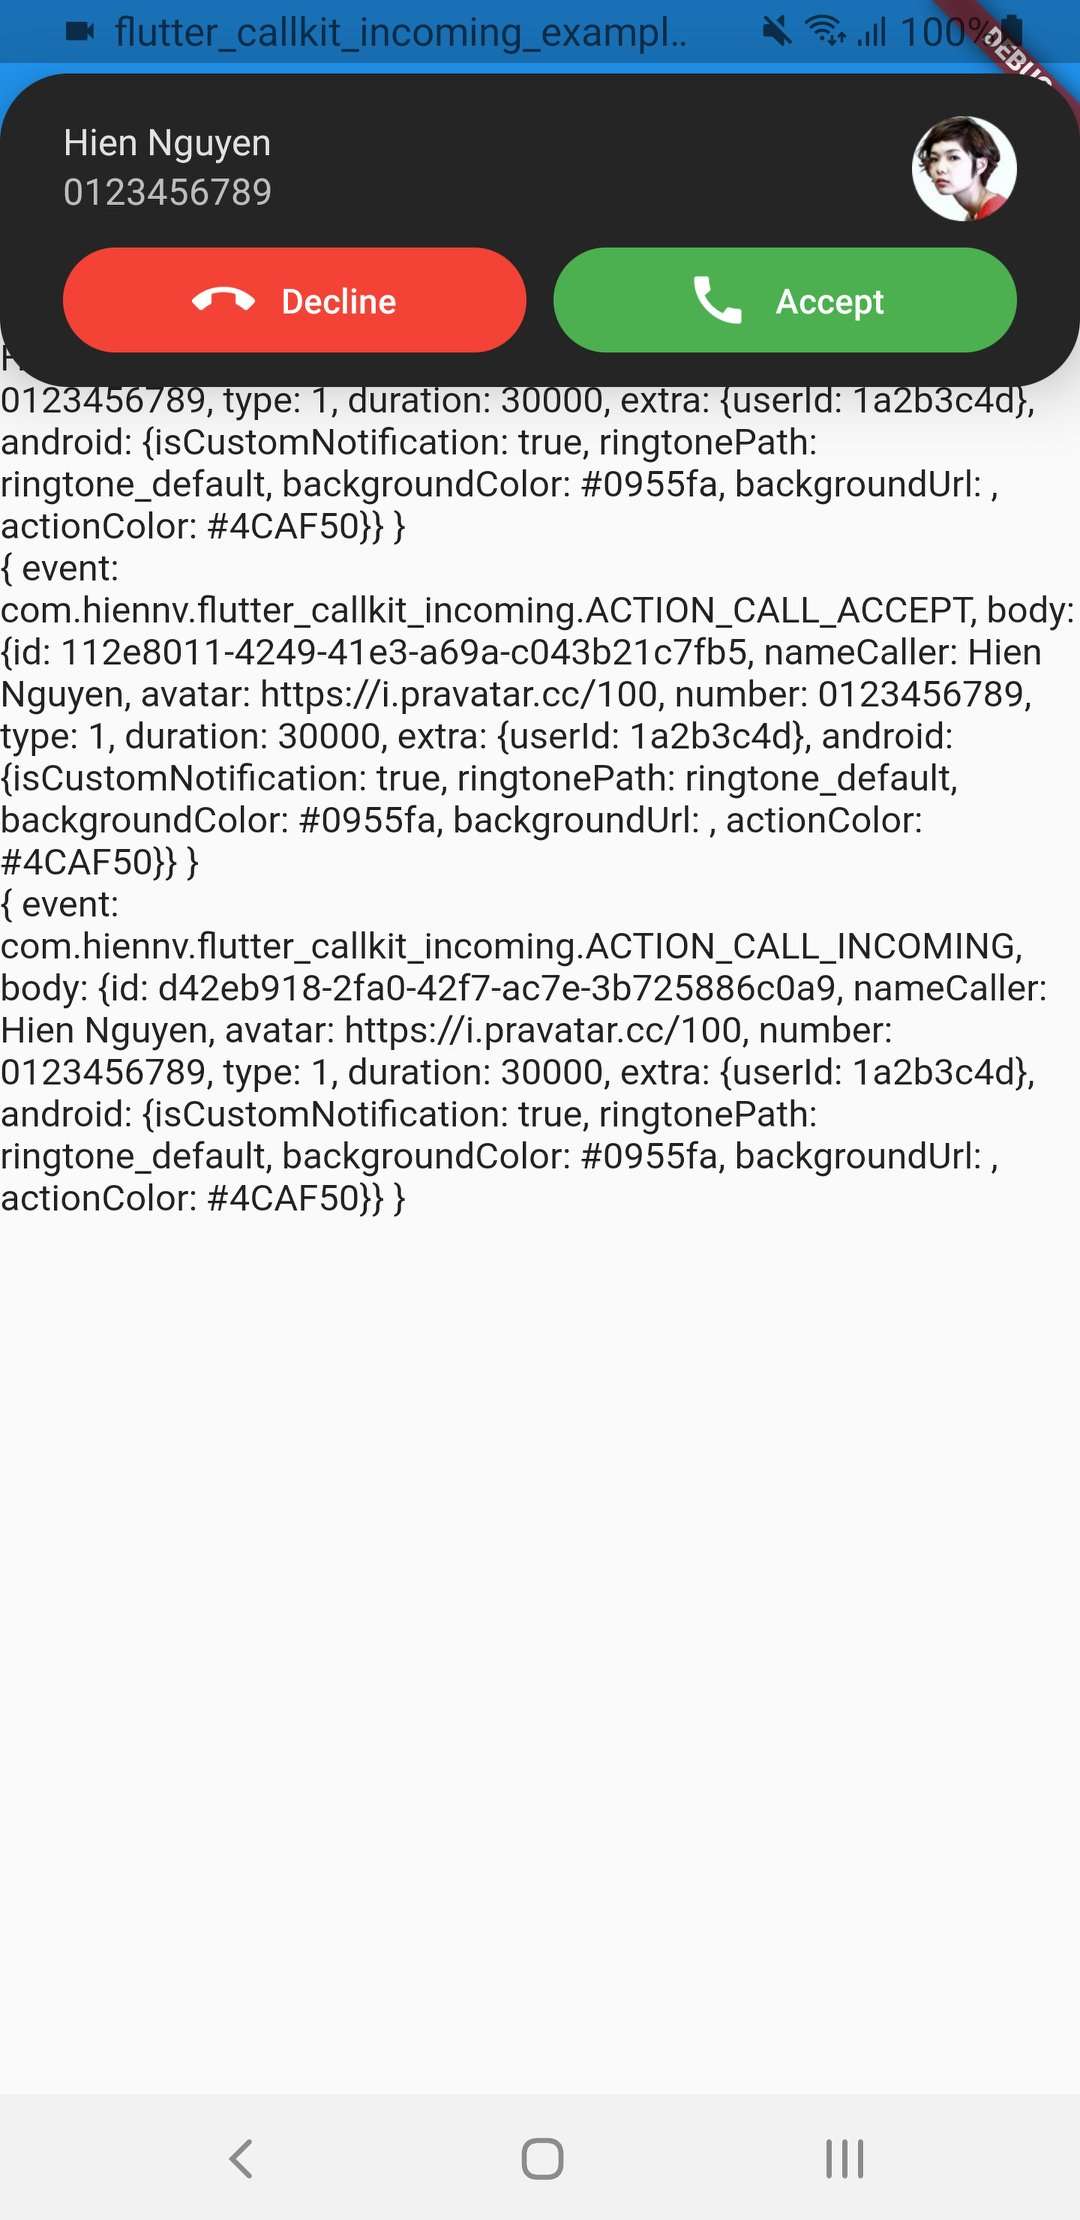 flutter_callkit_incoming_exampl..
100%
DEBUG
Hien Nguyen
0123456789
Decline
Accept
0123456789, type: 1, duration: 30000, extra: {userId: 1a2b3c4d},
android: {isCustomNotification: true, ringtonePath:
ringtone_default, backgroundColor: #0955fa, backgroundUrl: ,
actionColor: #4CAF50}} }
{ event:
com.hiennv.flutter_callkit_incoming.ACTION_CALL_ACCEPT, body:
{id: 112e8011-4249-41e3-a69a-c043b21c7fb5, nameCaller: Hien
Nguyen, avatar: https://i.pravatar.cc/100, number: 0123456789,
type: 1, duration: 30000, extra: {userId: 1a2b3c4d}, android:
{isCustomNotification: true, ringtonePath: ringtone_default,
backgroundColor: #0955fa, backgroundUrl: , actionColor:
#4CAF50}} }
{ event:
com.hiennv.flutter_callkit_incoming.ACTION_CALL_INCOMING,
body: {id: d42eb918-2fa0-42f7-ac7e-3b725886c0a9, nameCaller:
Hien Nguyen, avatar: https://i.pravatar.cc/100, number:
0123456789, type: 1, duration: 30000, extra: {userId: 1a2b3c4d},
android: {isCustomNotification: true, ringtonePath:
ringtone_default, backgroundColor: #0955fa, backgroundUrl: ,
actionColor: #4CAF50}} }